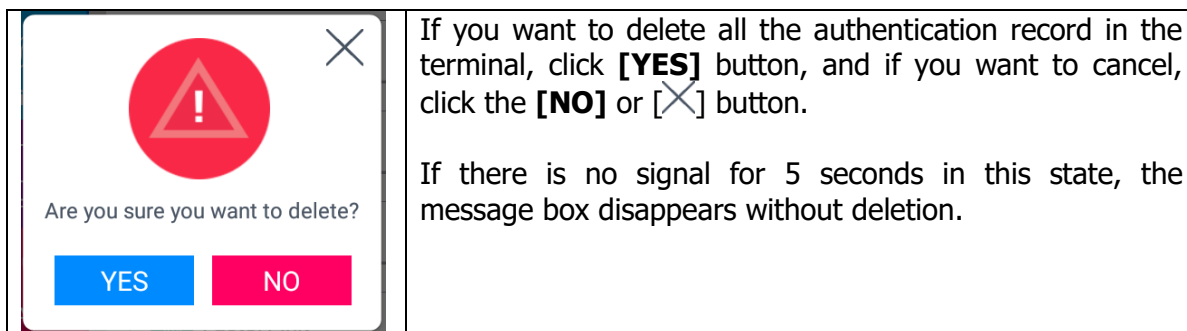 !
Are you sure you want to delete?
YES NO
If you want to delete all the authentication record in the
terminal, click [YES] button, and if you want to cancel,
click the [NO] or [╳] button.
If there is no signal for 5 seconds in this state, the
message box disappears without deletion.